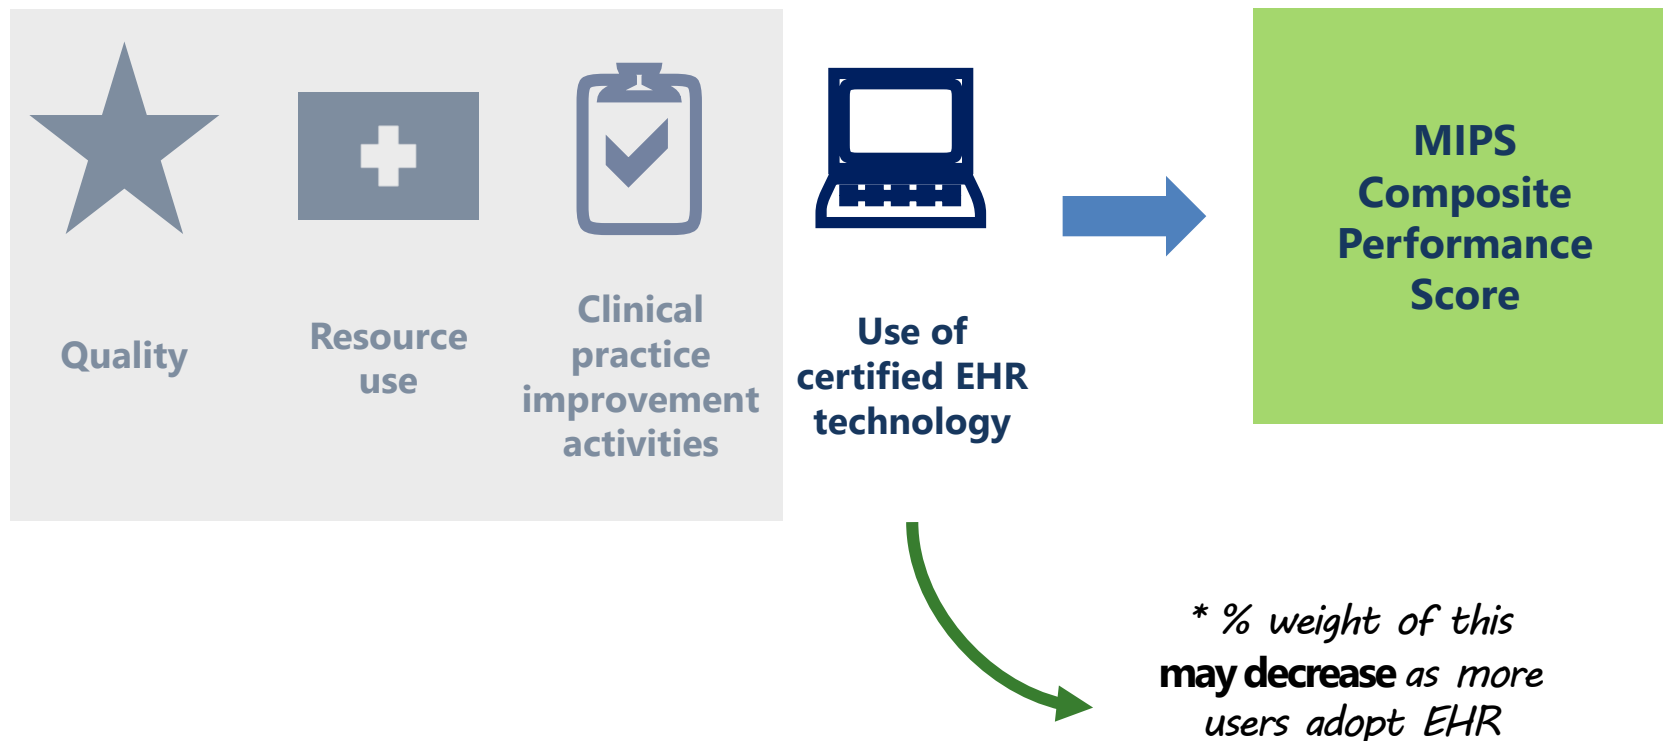 Quality
Resource
use
Clinical
practice
improvement
activities
Use of
certified EHR
technology
MIPS
Composite
Performance
Score
* % weight of this
may decrease as more
users adopt EHR